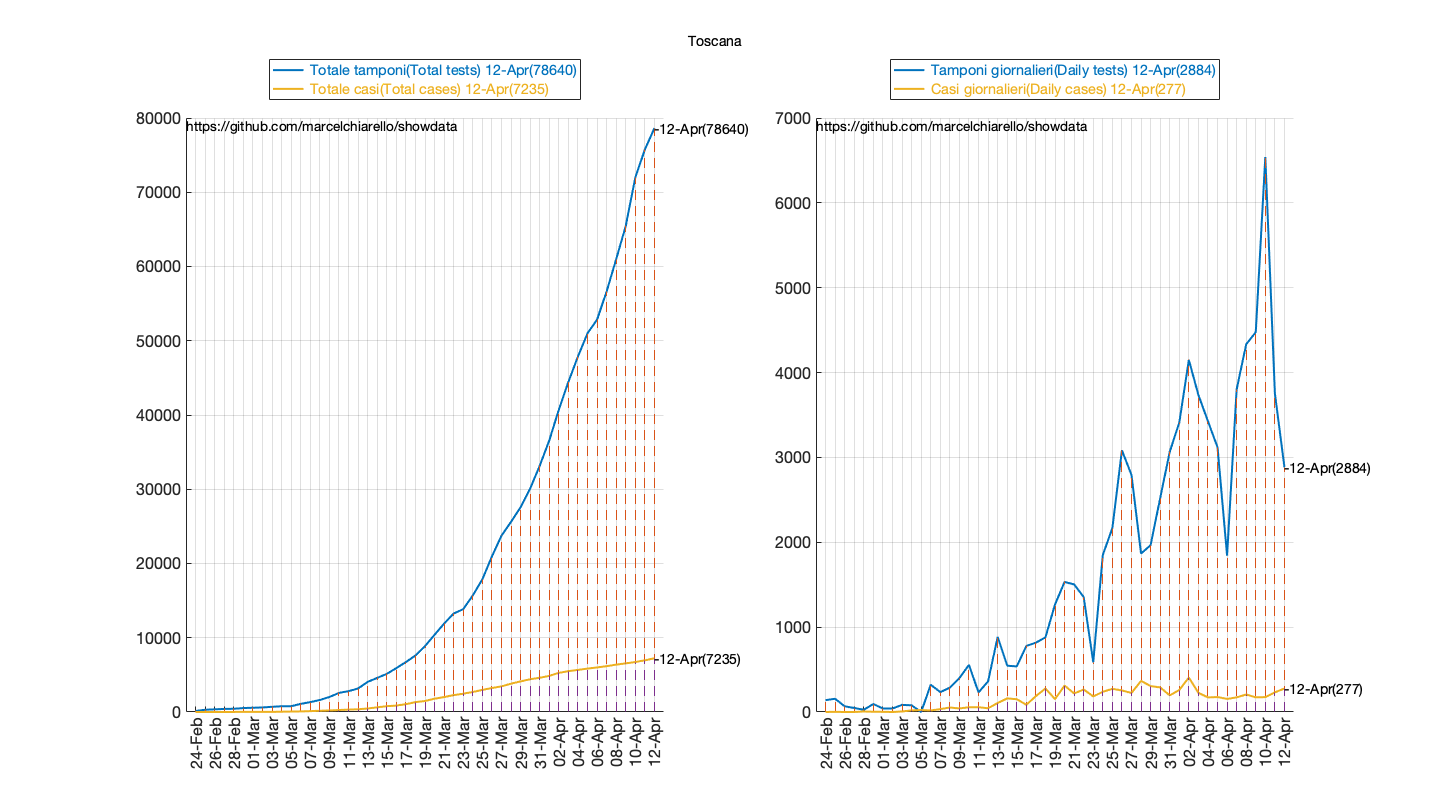 Toscana
Totale tamponi(Total tests) 12-Apr(78640)
Totale casi(Total cases) 12-Apr(7235)
https://github.com/marcelchiarello/showdata
80000
70000
60000
50000
40000
30000
20000
10000
0
12-Apr(78640)
12-Apr(7235)
24-Feb
26-Feb
28-Feb
01-Mar
03-Mar
05-Mar
07-Mar
09-Mar
11-Mar
13-Mar
15-Mar
17-Mar
19-Mar
21-Mar
23-Mar
25-Mar
27-Mar
29-Mar
31-Mar
02-Apr
04-Apr
06-Apr
08-Apr
10-Apr
12-Apr
Tamponi giornalieri(Daily tests) 12-Apr(2884)
Casi giornalieri(Daily cases) 12-Apr(277)
https://github.com/marcelchiarello/showdata
7000
6000
5000
4000
3000
2000
1000
0
12-Apr(2884)
12-Apr(277)
24-Feb
26-Feb
28-Feb
01-Mar
03-Mar
05-Mar
07-Mar
09-Mar
11-Mar
13-Mar
15-Mar
17-Mar
19-Mar
21-Mar
23-Mar
25-Mar
27-Mar
29-Mar
31-Mar
02-Apr
04-Apr
06-Apr
08-Apr
10-Apr
12-Apr